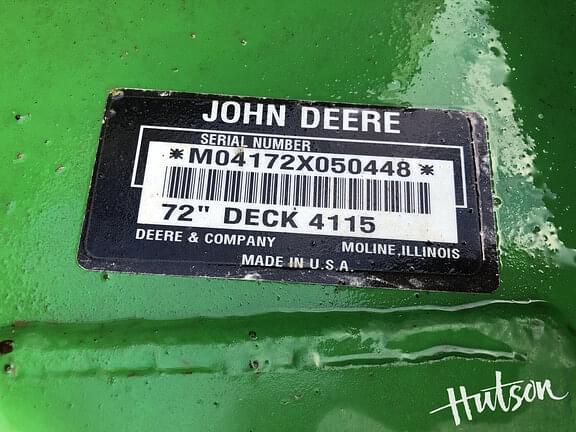 JOHN DEERE
SERIAL NUMBER
*M04172X050448*
72" DECK 4115
DEERE & COMPANY MOLINE, ILLINOIS
MADE IN U.S.A.
Hutson